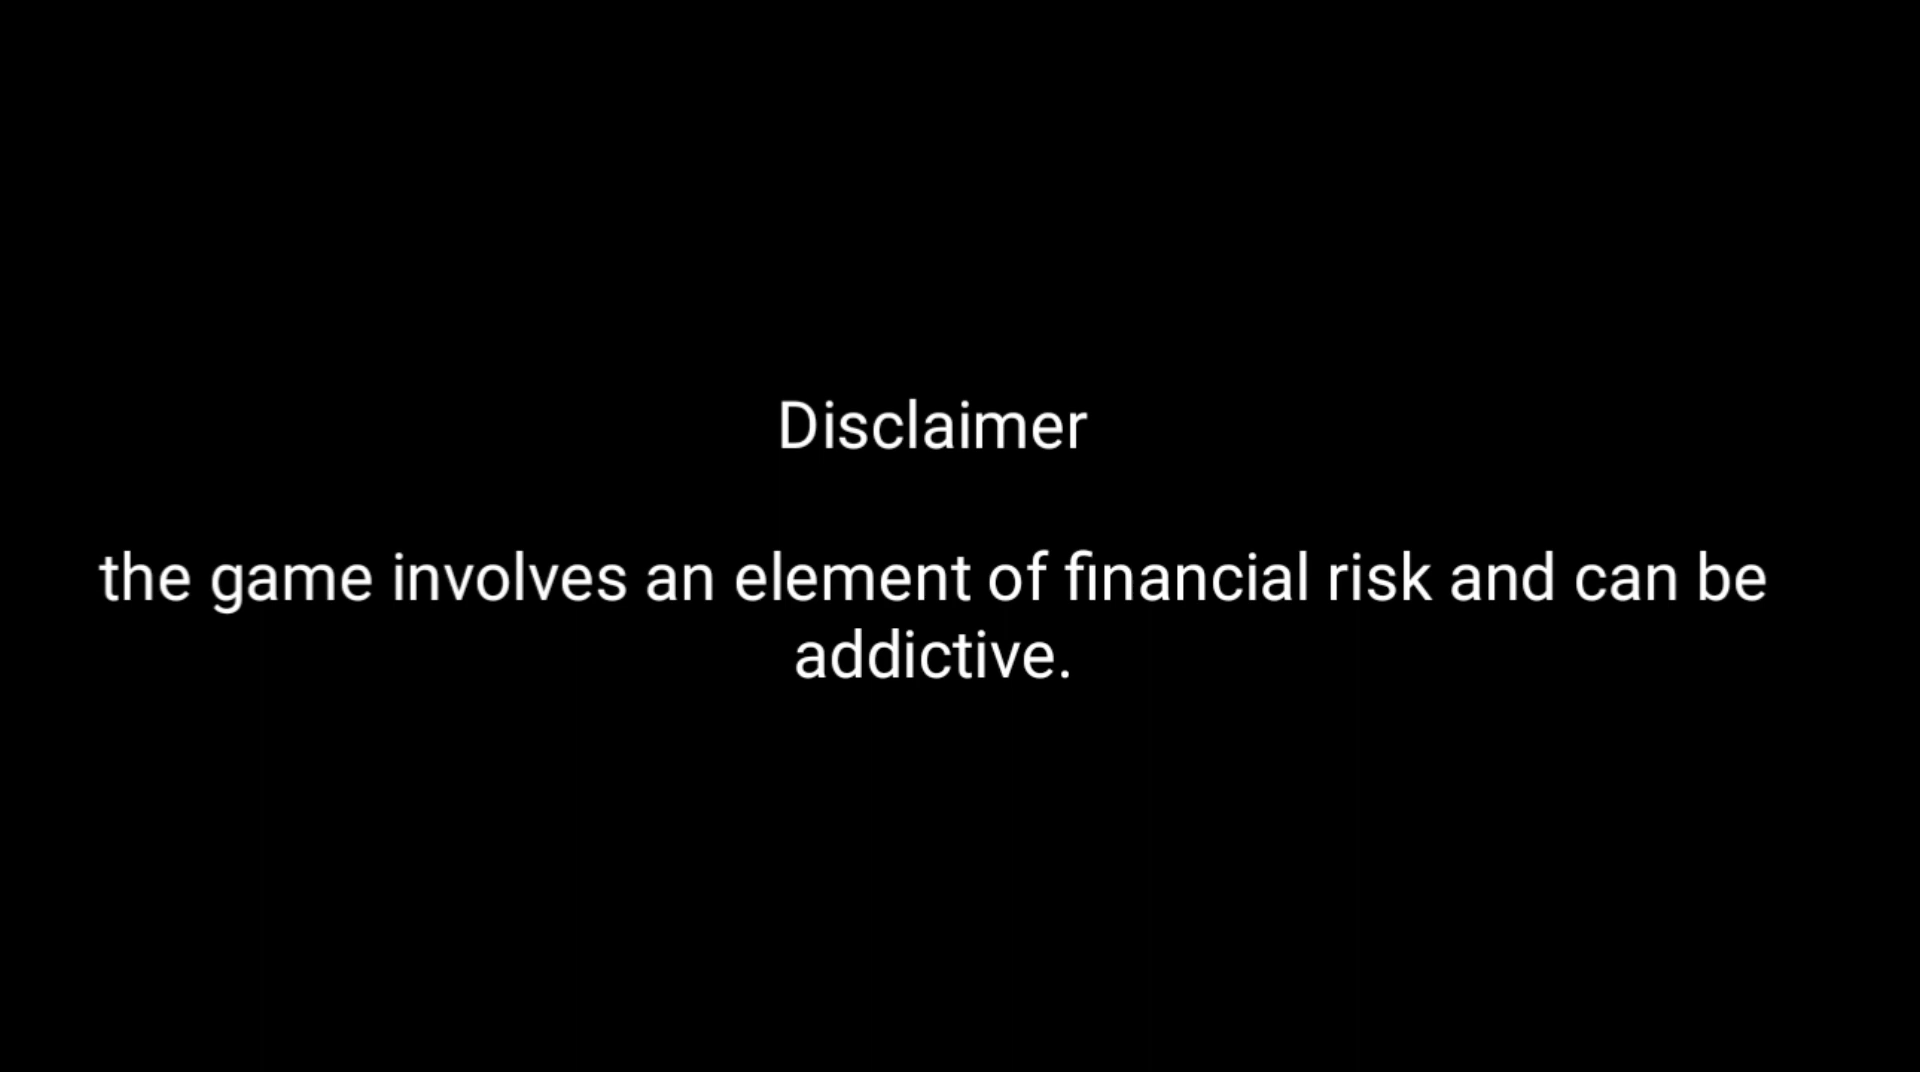 Disclaimer
the game involves an element of financial risk and can be
addictive.